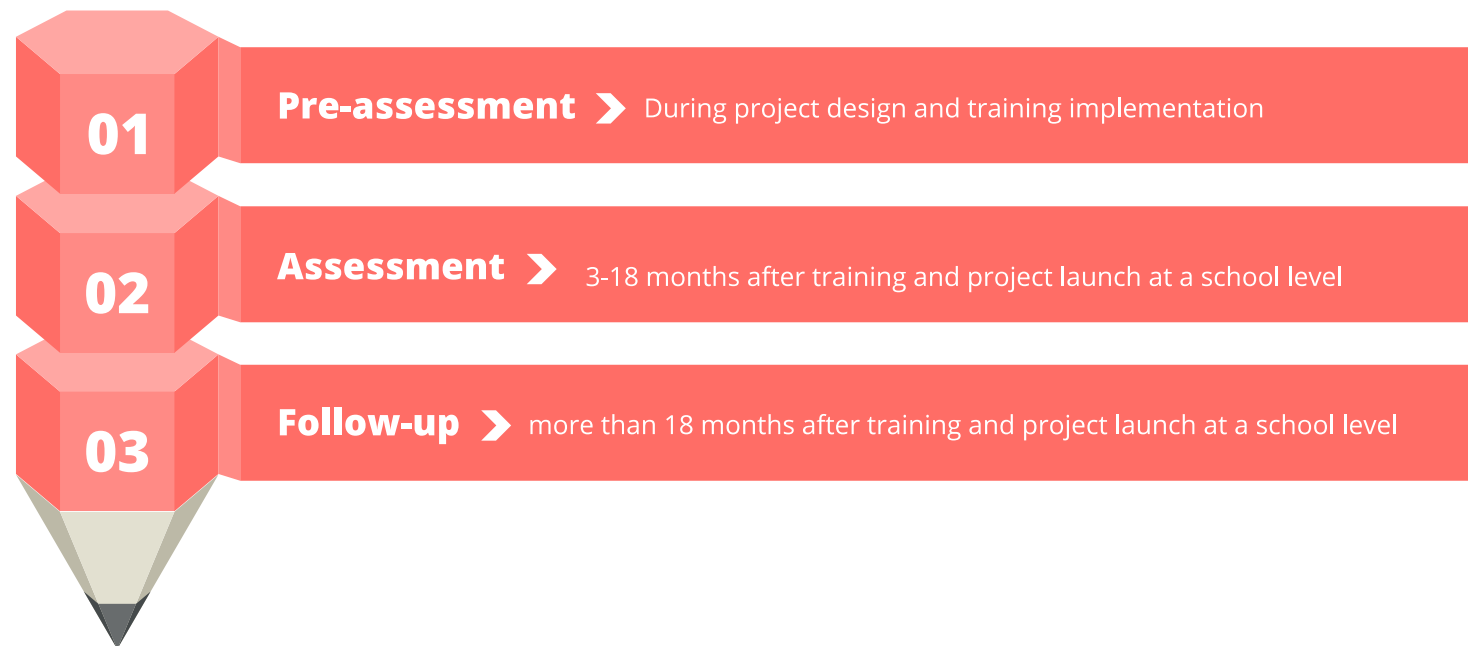 01
Pre-assessment During project design and training implementation
02
Assessment 3-18 months after training and project launch at a school level
03
Follow-up more than 18 months after training and project launch at a school level